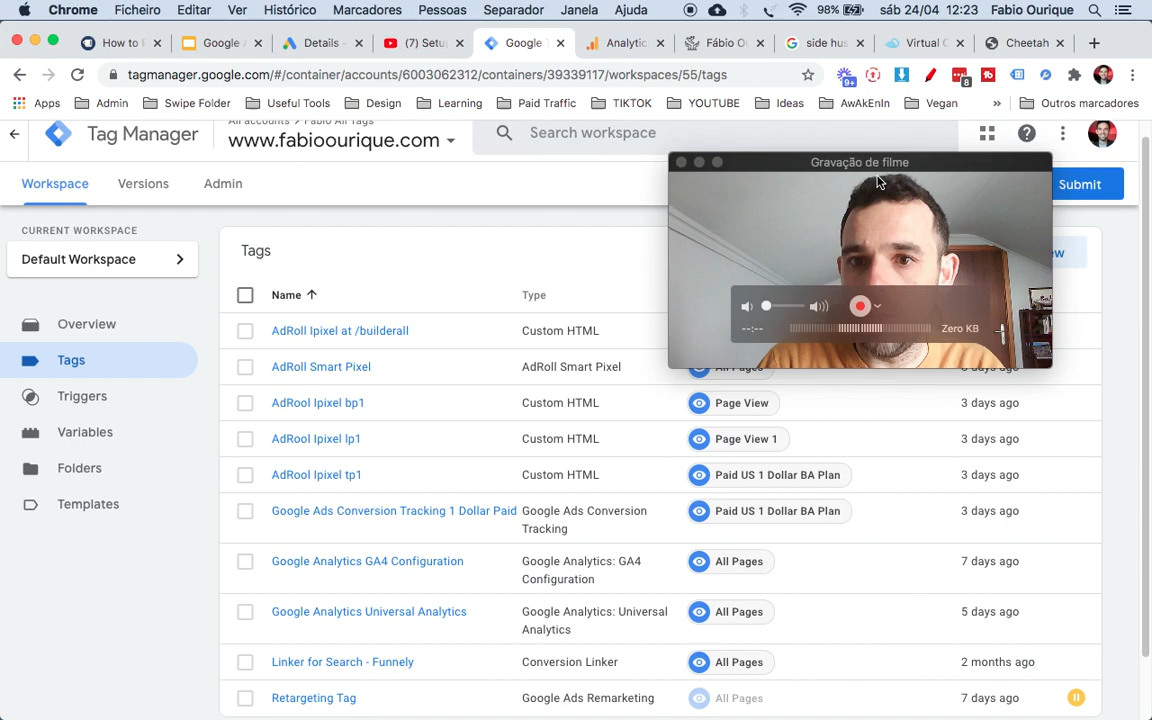 Chrome Ficheiro Editar Ver Histórico Marcadores Pessoas Separador Janela Ajuda 98% sáb 24/04 12:23 Fabio Ourique
How to Google A Details - (7) Setu Google T Analytic Fábio O side hus Virtual C Cheetah
tagmanager.google.com/#/container/accounts/6003062312/containers/39339117/workspaces/55/tags 9+ 8
Apps Admin Swipe Folder Useful Tools Design Learning Paid Traffic TIKTOK YOUTUBE Ideas AwAkEnIn Vegan » Outros marcadores
All accounts > Fabio All Tags
Tag Manager www.fabioourique.com Search workspace
Gravação de filme
Workspace Versions Admin Submit
CURRENT WORKSPACE
Default Workspace
Tags
Overview
Tags
Triggers
Variables
Folders
Templates
Name Type
AdRoll Ipixel at /builderall Custom HTML
--:-- Zero KB
AdRoll Smart Pixel AdRoll Smart Pixel All Pages
AdRool Ipixel bp1 Custom HTML Page View 3 days ago
AdRool Ipixel lp1 Custom HTML Page View 1 3 days ago
AdRool Ipixel tp1 Custom HTML Paid US 1 Dollar BA Plan 3 days ago
Google Ads Conversion Tracking 1 Dollar Paid Google Ads Conversion Tracking Paid US 1 Dollar BA Plan 3 days ago
Google Analytics GA4 Configuration Google Analytics: GA4 Configuration All Pages 7 days ago
Google Analytics Universal Analytics Google Analytics: Universal Analytics All Pages 5 days ago
Linker for Search - Funnely Conversion Linker All Pages 2 months ago
Retargeting Tag Google Ads Remarketing All Pages 7 days ago